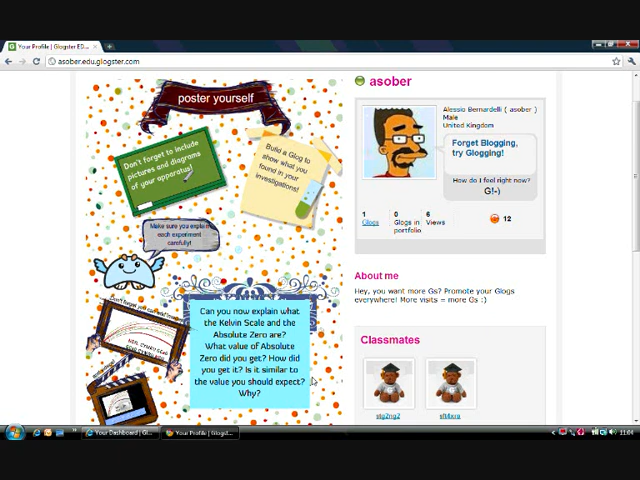 Your Profile | Glogster ED...
asober.edu.glogster.com
poster yourself
Don't forget to include
pictures and diagrams
of your apparatus!
Build a Glog to
show what you
found in your
investigations!
Make sure you explain
each experiment
carefully!
Can you now explain what
the Kelvin Scale and the
Absolute Zero are?
What value of Absolute
Zero did you get? How did
you get it? Is it similar to
the value you should expect?
Why?
asober
Alessio Bernardelli ( asober )
Male
United Kingdom
Forget Blogging,
try Glogging!
How do I feel right now?
G!-)
1
Glogs
0
Glogs in
portfolio
6
Views
12
About me
Hey, you want more Gs? Promote your Glogs
everywhere! More visits = more Gs :)
Classmates
stg2ng2
Your Dashboard | Gl...
Your Profile | Glogst...
11:04